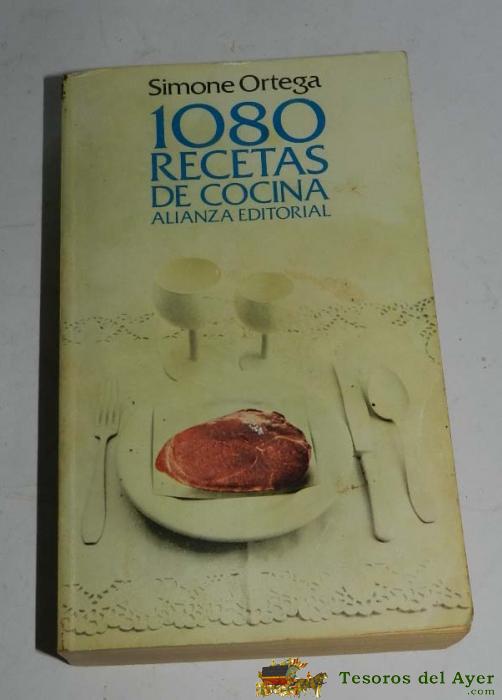 Simone Ortega
1080
RECETAS
DE COCINA
ALIANZA EDITORIAL
Tesoros del Ayer
.com